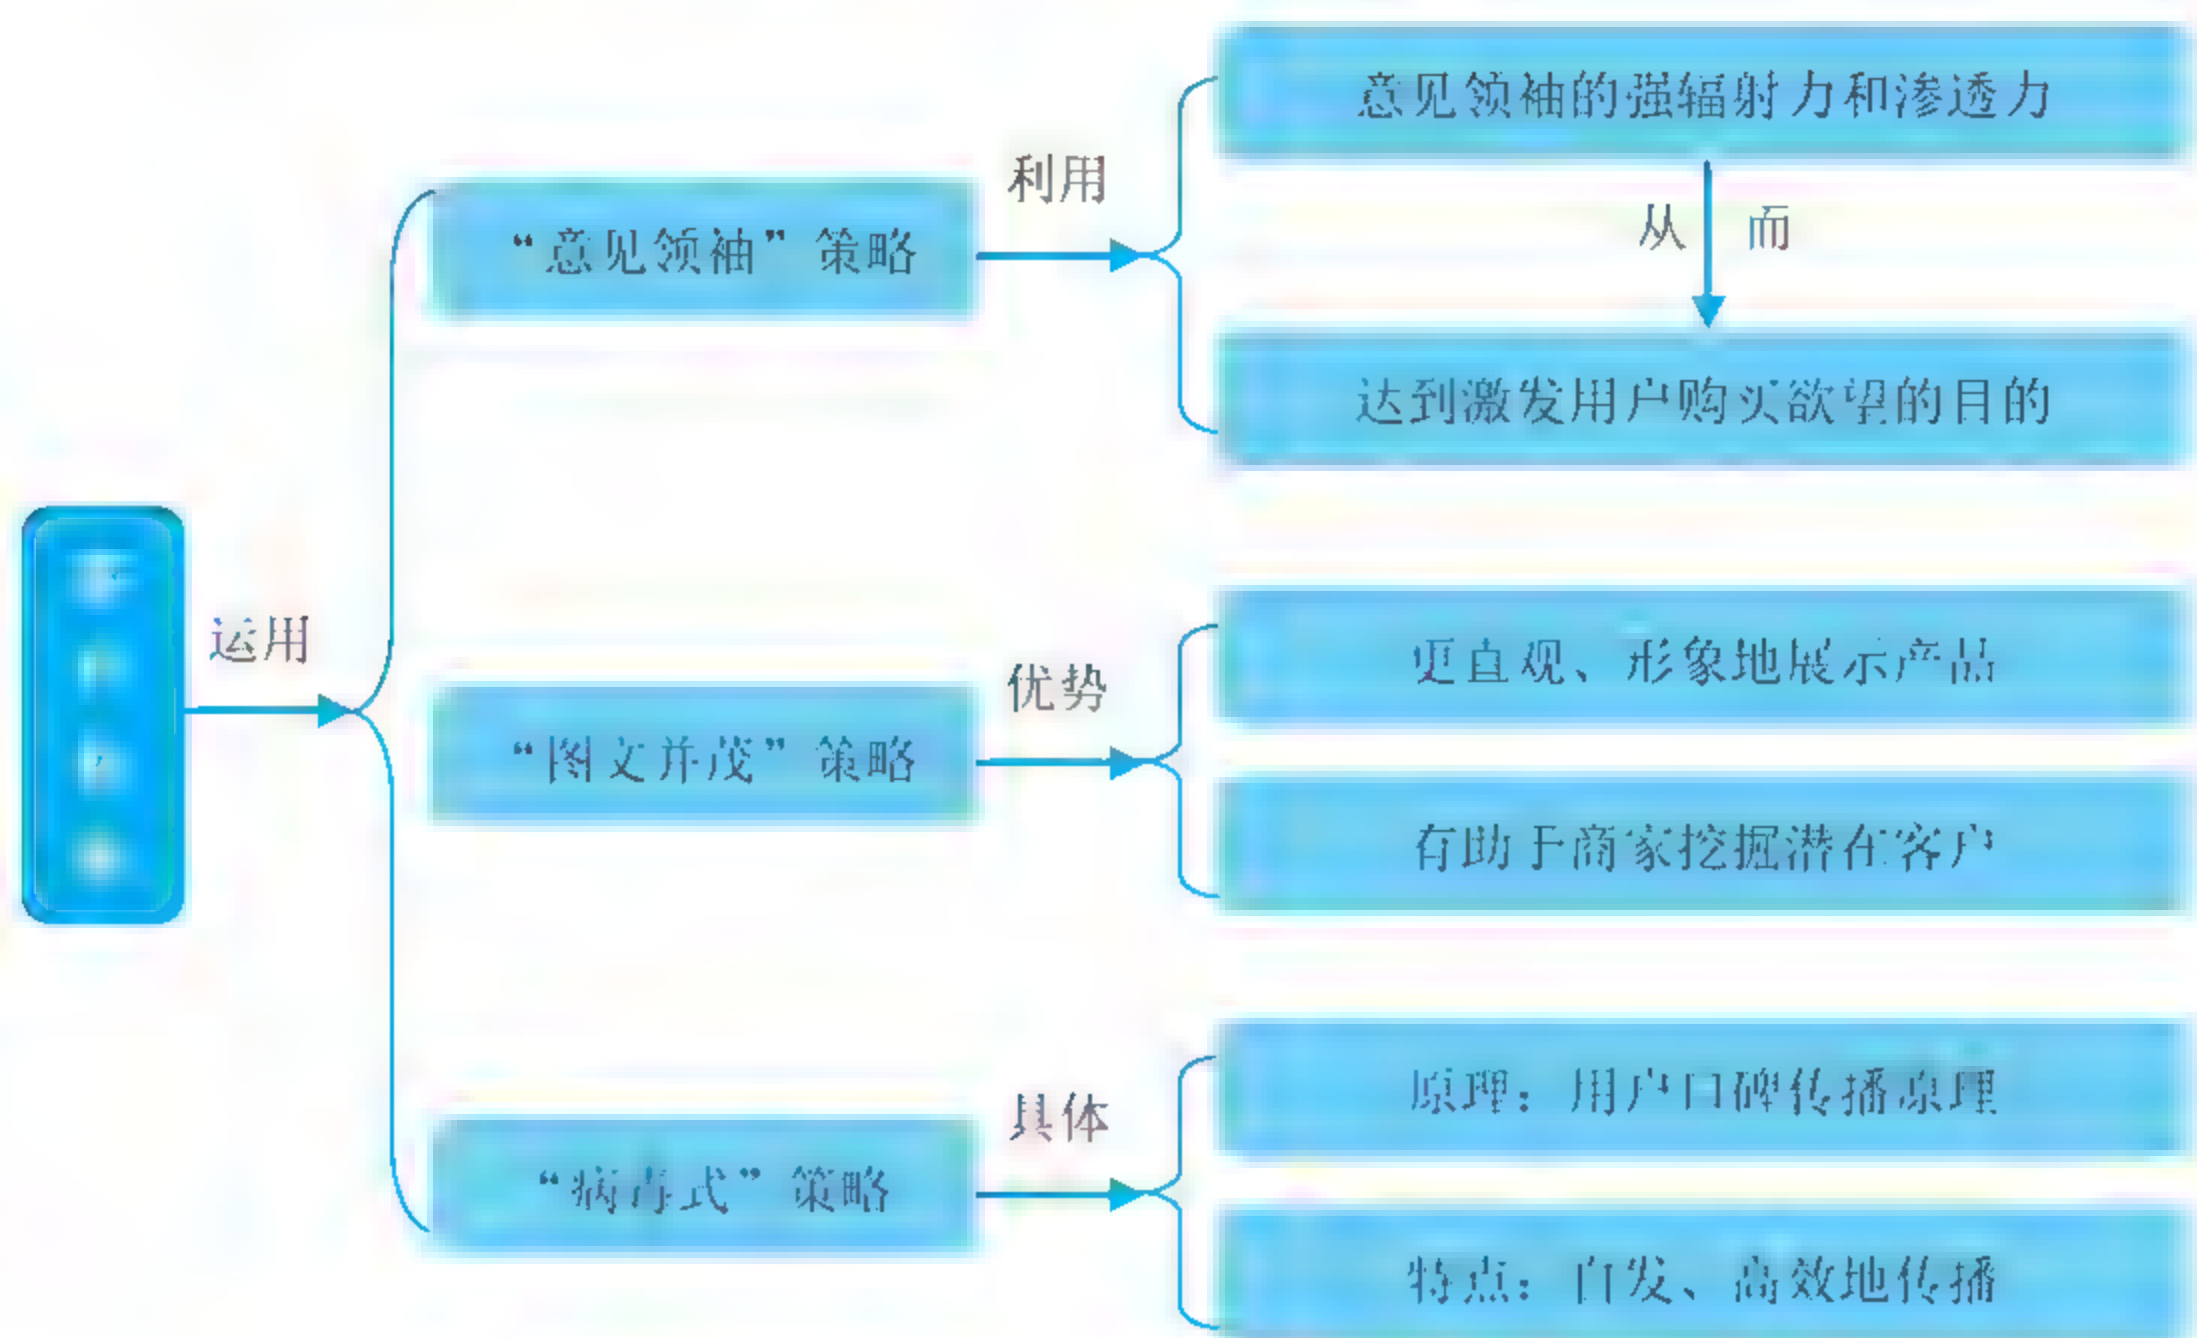 意见领袖的强辐射力和渗透力
利用
从 而
“意见领袖”策略
达到激发用户购买欲望的目的
运用
更直观、形象地展示产品
优势
“图文并茂”策略
有助于商家挖掘潜在客户
原理：用户口碑传播原理
具体
“病毒式”策略
特点：自发、高效地传播